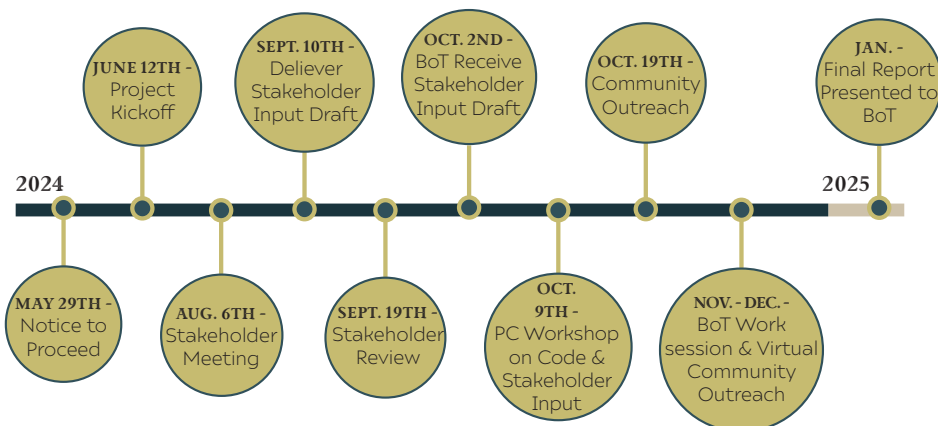 2024
2025
MAY 29TH -
Notice to
Proceed
JUNE 12TH -
Project
Kickoff
AUG. 6TH -
Stakeholder
Meeting
SEPT. 10TH -
Deliever
Stakeholder
Input Draft
SEPT. 19TH -
Stakeholder
Review
OCT. 2ND -
BoT Receive
Stakeholder
Input Draft
OCT.
9TH -
PC Workshop
on Code &
Stakeholder
Input
OCT. 19TH -
Community
Outreach
NOV. - DEC. -
BoT Work
session & Virtual
Community
Outreach
JAN. -
Final Report
Presented to
BoT